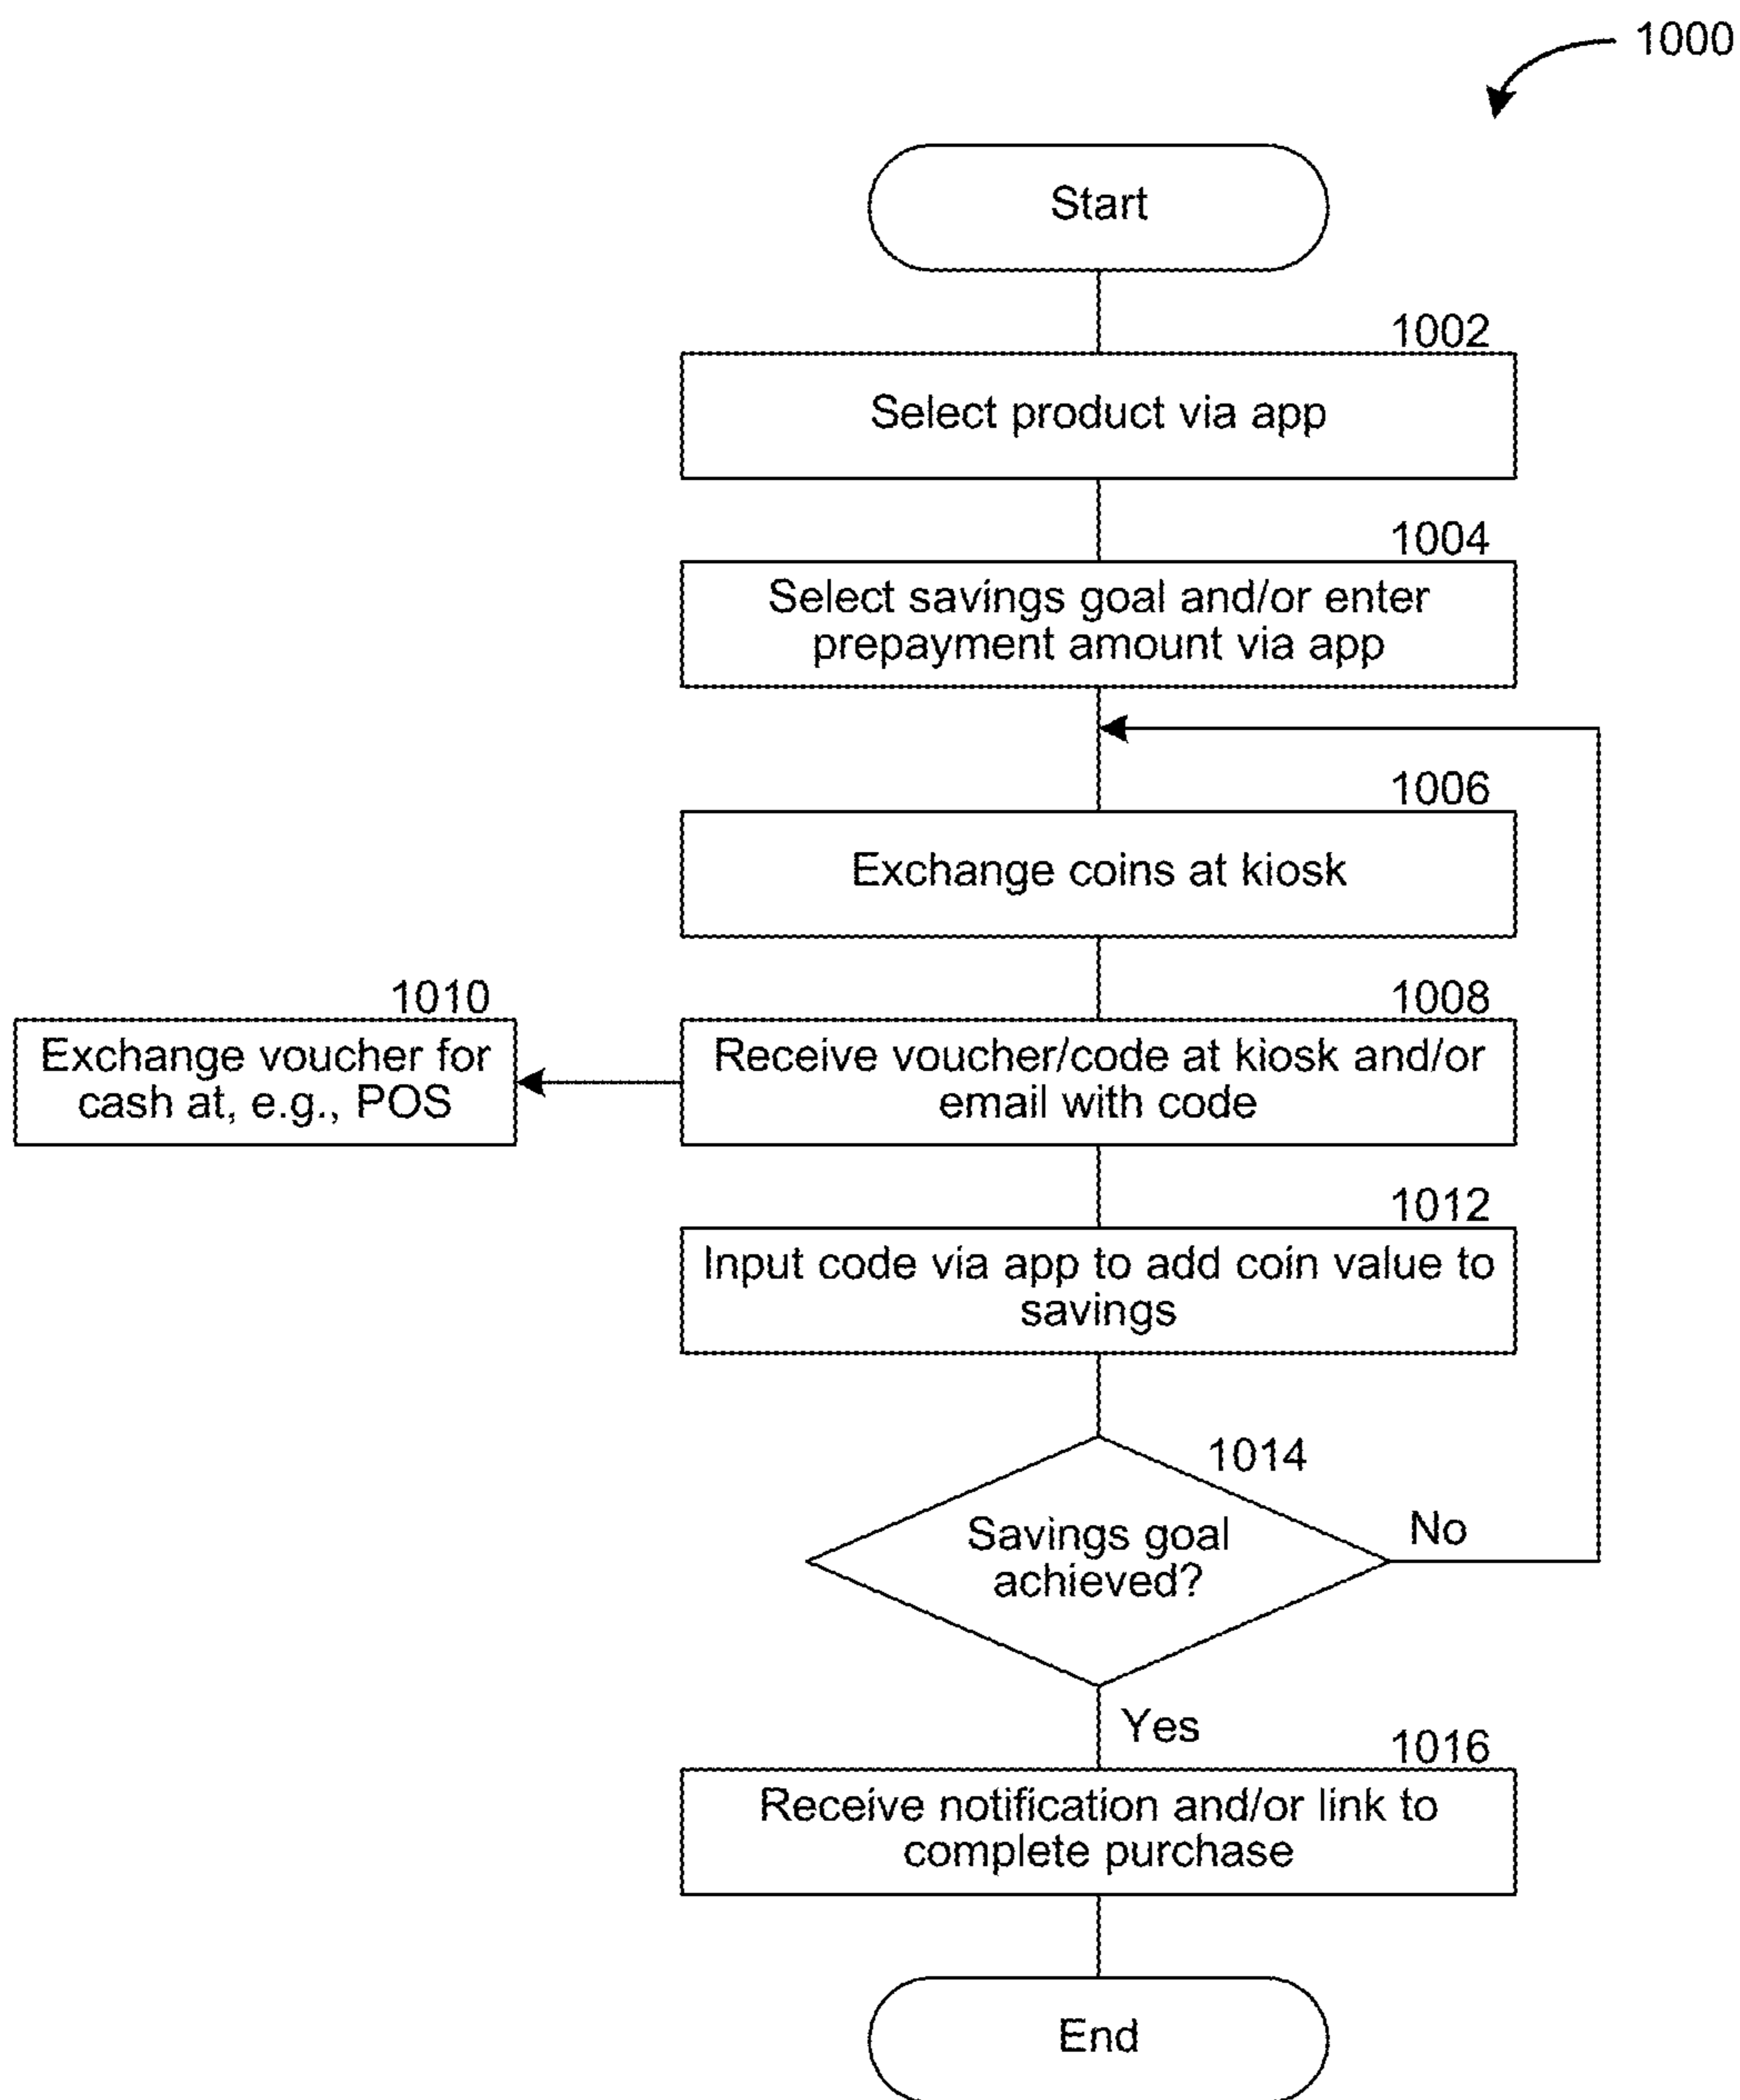 1000
Start
1002
Select product via app
1004
Select savings goal and/or enter
prepayment amount via app
1006
Exchange coins at kiosk
1010
Exchange voucher for
cash at, e.g., POS
1008
Receive voucher/code at kiosk and/or
email with code
1012
Input code via app to add coin value to
savings
1014
Savings goal
achieved?
No
Yes
1016
Receive notification and/or link to
complete purchase
End